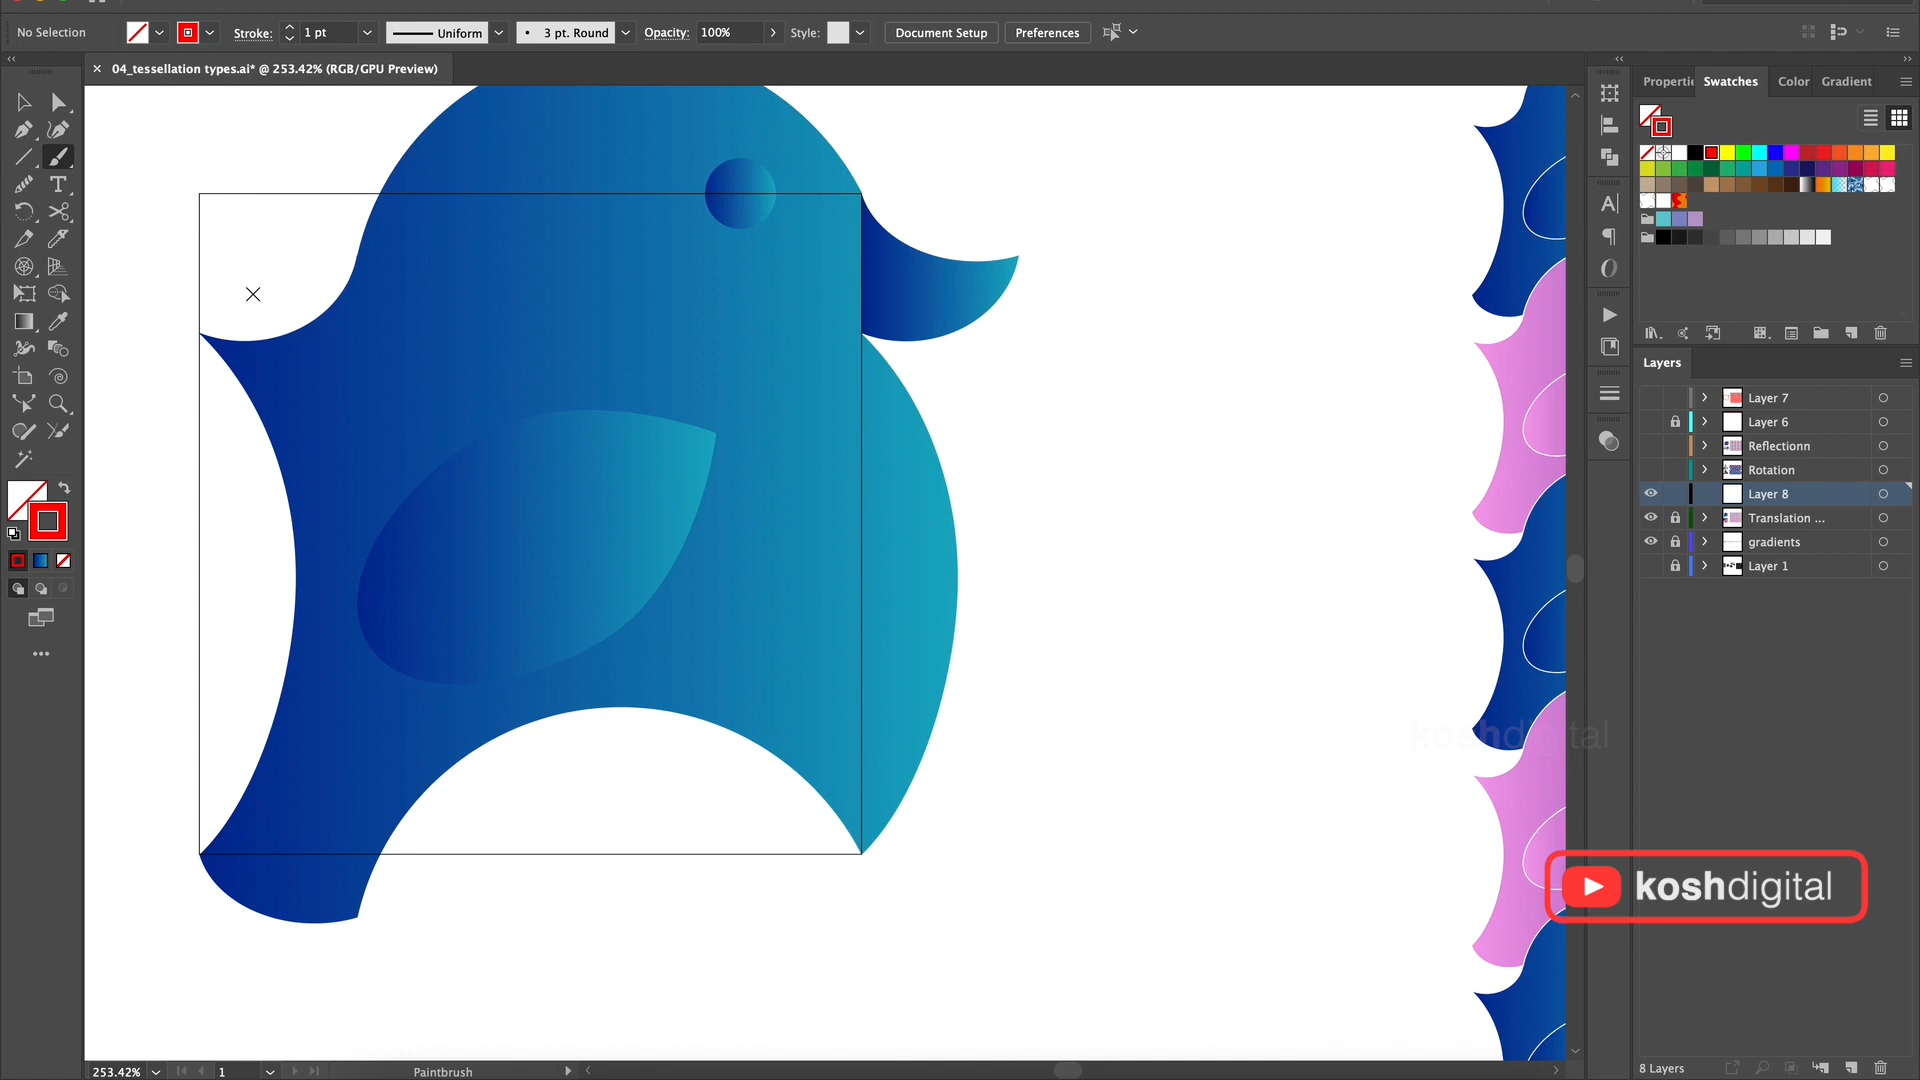 No Selection
Stroke: 1 pt Uniform • 3 pt. Round Opacity: 100% Style: Document Setup Preferences
04_tessellation types.ai* @ 253.42% (RGB/GPU Preview)
Properti Swatches Color Gradient
Layers
Layer 7
Layer 6
Reflectionn
Rotation
Layer 8
Translation ...
gradients
Layer 1
koshdigital
koshdigital
8 Layers
253.42% 1 Paintbrush